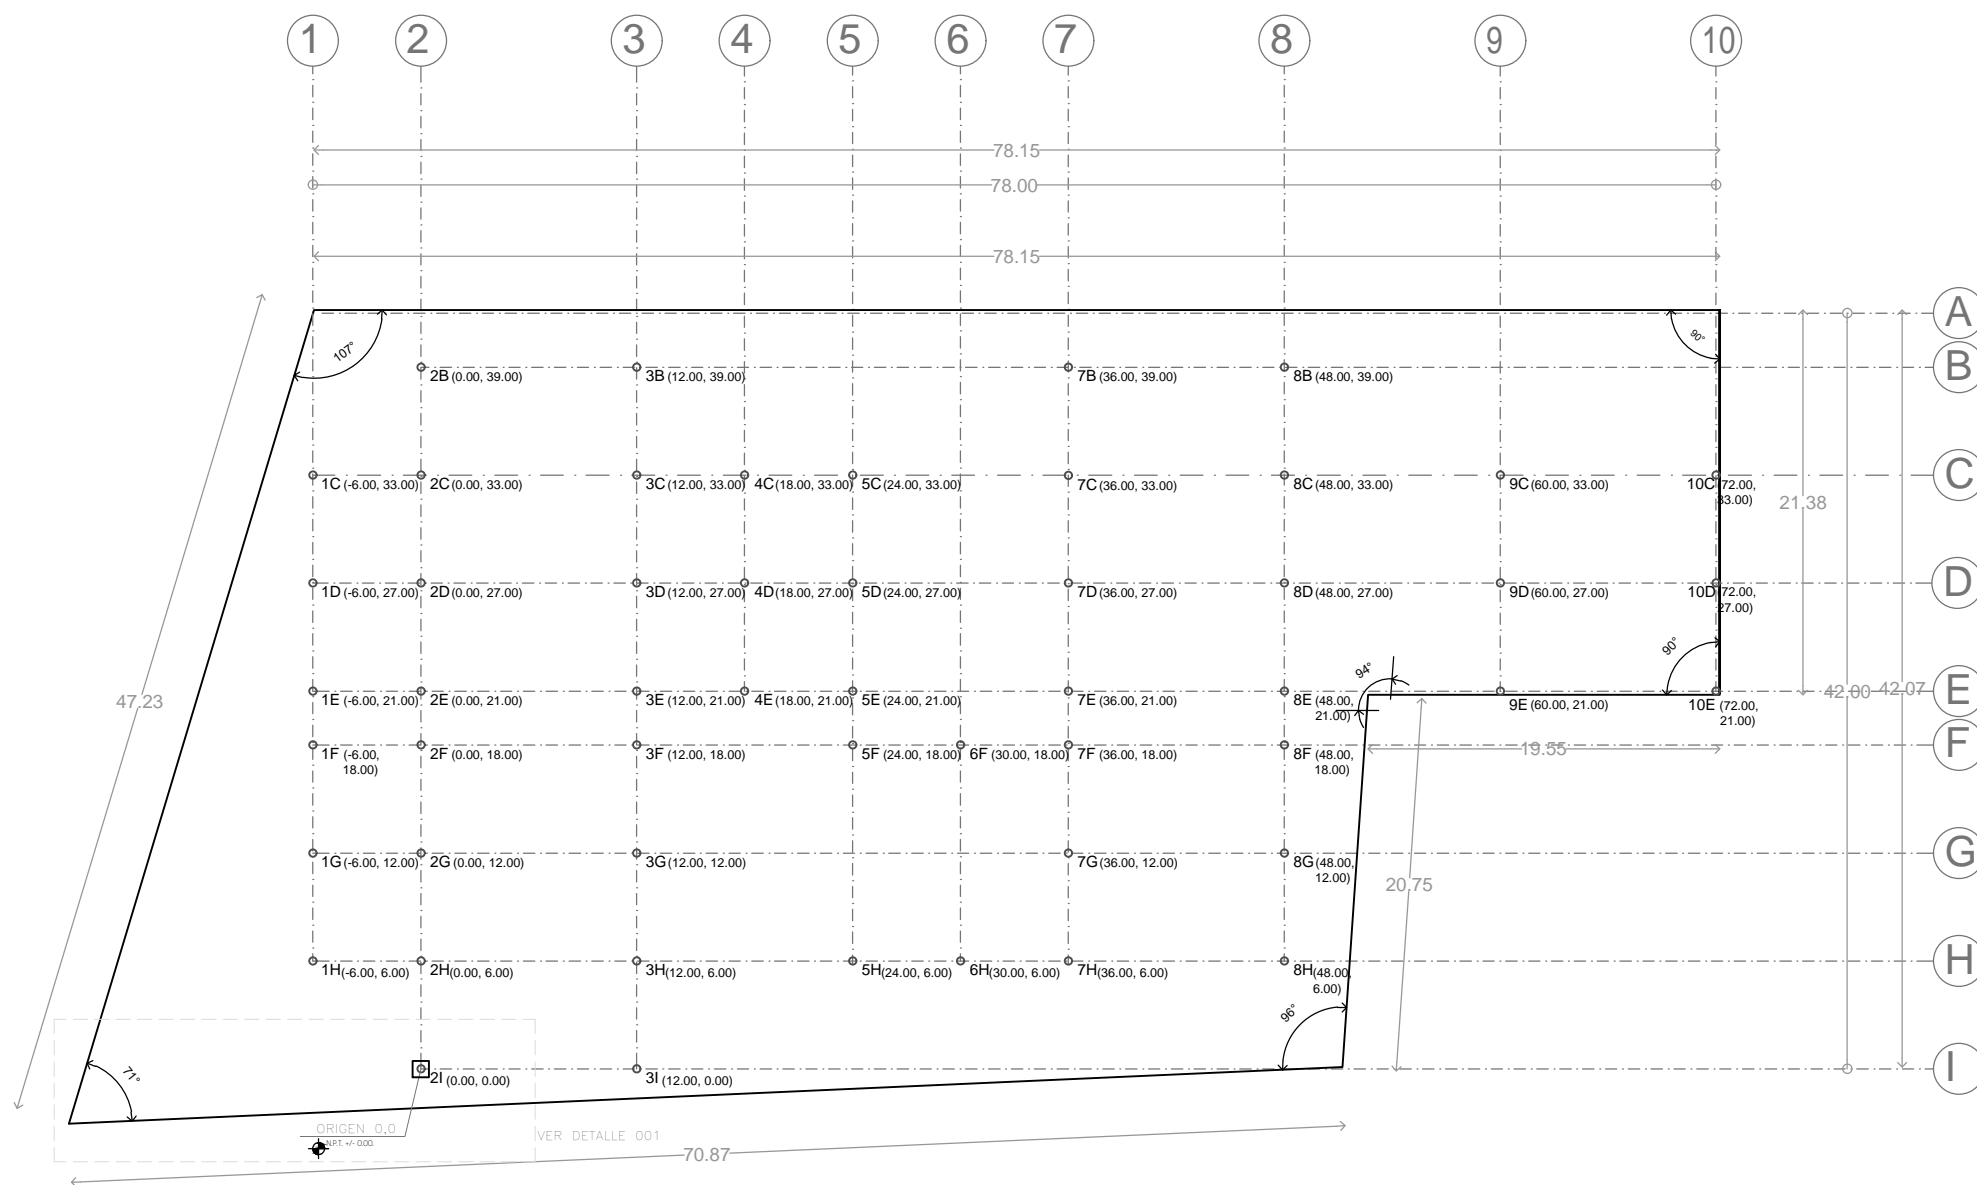 1 2 3 4 5 6 7 8 9 10
78.15
78.00
78.15
A
107°
90°
B
2B (0.00, 39.00) 3B (12.00, 39.00) 7B (36.00, 39.00) 8B (48.00, 39.00)
C
1C (-6.00, 33.00) 2C (0.00, 33.00) 3C (12.00, 33.00) 4C (18.00, 33.00) 5C (24.00, 33.00) 7C (36.00, 33.00) 8C (48.00, 33.00) 9C (60.00, 33.00) 10C (72.00,
33.00)
21.38
D
1D (-6.00, 27.00) 2D (0.00, 27.00) 3D (12.00, 27.00) 4D (18.00, 27.00) 5D (24.00, 27.00) 7D (36.00, 27.00) 8D (48.00, 27.00) 9D (60.00, 27.00) 10D (72.00,
27.00)
90°
94°
42.00 42.07
E
47.23
1E (-6.00, 21.00) 2E (0.00, 21.00) 3E (12.00, 21.00) 4E (18.00, 21.00) 5E (24.00, 21.00) 7E (36.00, 21.00) 8E (48.00,
21.00)
9E (60.00, 21.00) 10E (72.00,
21.00)
F
19.55
1F (-6.00,
18.00)
2F (0.00, 18.00) 3F (12.00, 18.00) 5F (24.00, 18.00) 6F (30.00, 18.00) 7F (36.00, 18.00) 8F (48.00,
18.00)
G
1G (-6.00, 12.00) 2G (0.00, 12.00) 3G (12.00, 12.00) 7G (36.00, 12.00) 8G (48.00,
12.00)
20.75
H
1H (-6.00, 6.00) 2H (0.00, 6.00) 3H (12.00, 6.00) 5H (24.00, 6.00) 6H (30.00, 6.00) 7H (36.00, 6.00) 8H (48.00,
6.00)
96°
I
71°
2I (0.00, 0.00) 3I (12.00, 0.00)
ORIGEN 0,0
N.P.T. +/- 0.00.
VER DETALLE 001
70.87